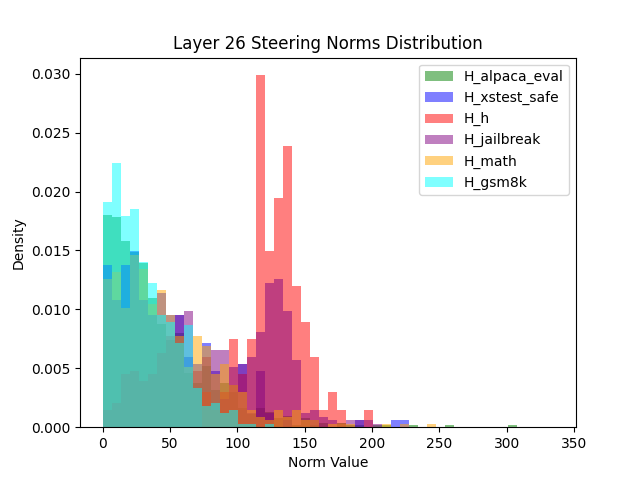 Layer 26 Steering Norms Distribution
0.030
0.025
0.020
0.015
0.010
0.005
0.000
Density
H_alpaca_eval
H_xstest_safe
H_h
H_jailbreak
H_math
H_gsm8k
0 50 100 150 200 250 300 350
Norm Value